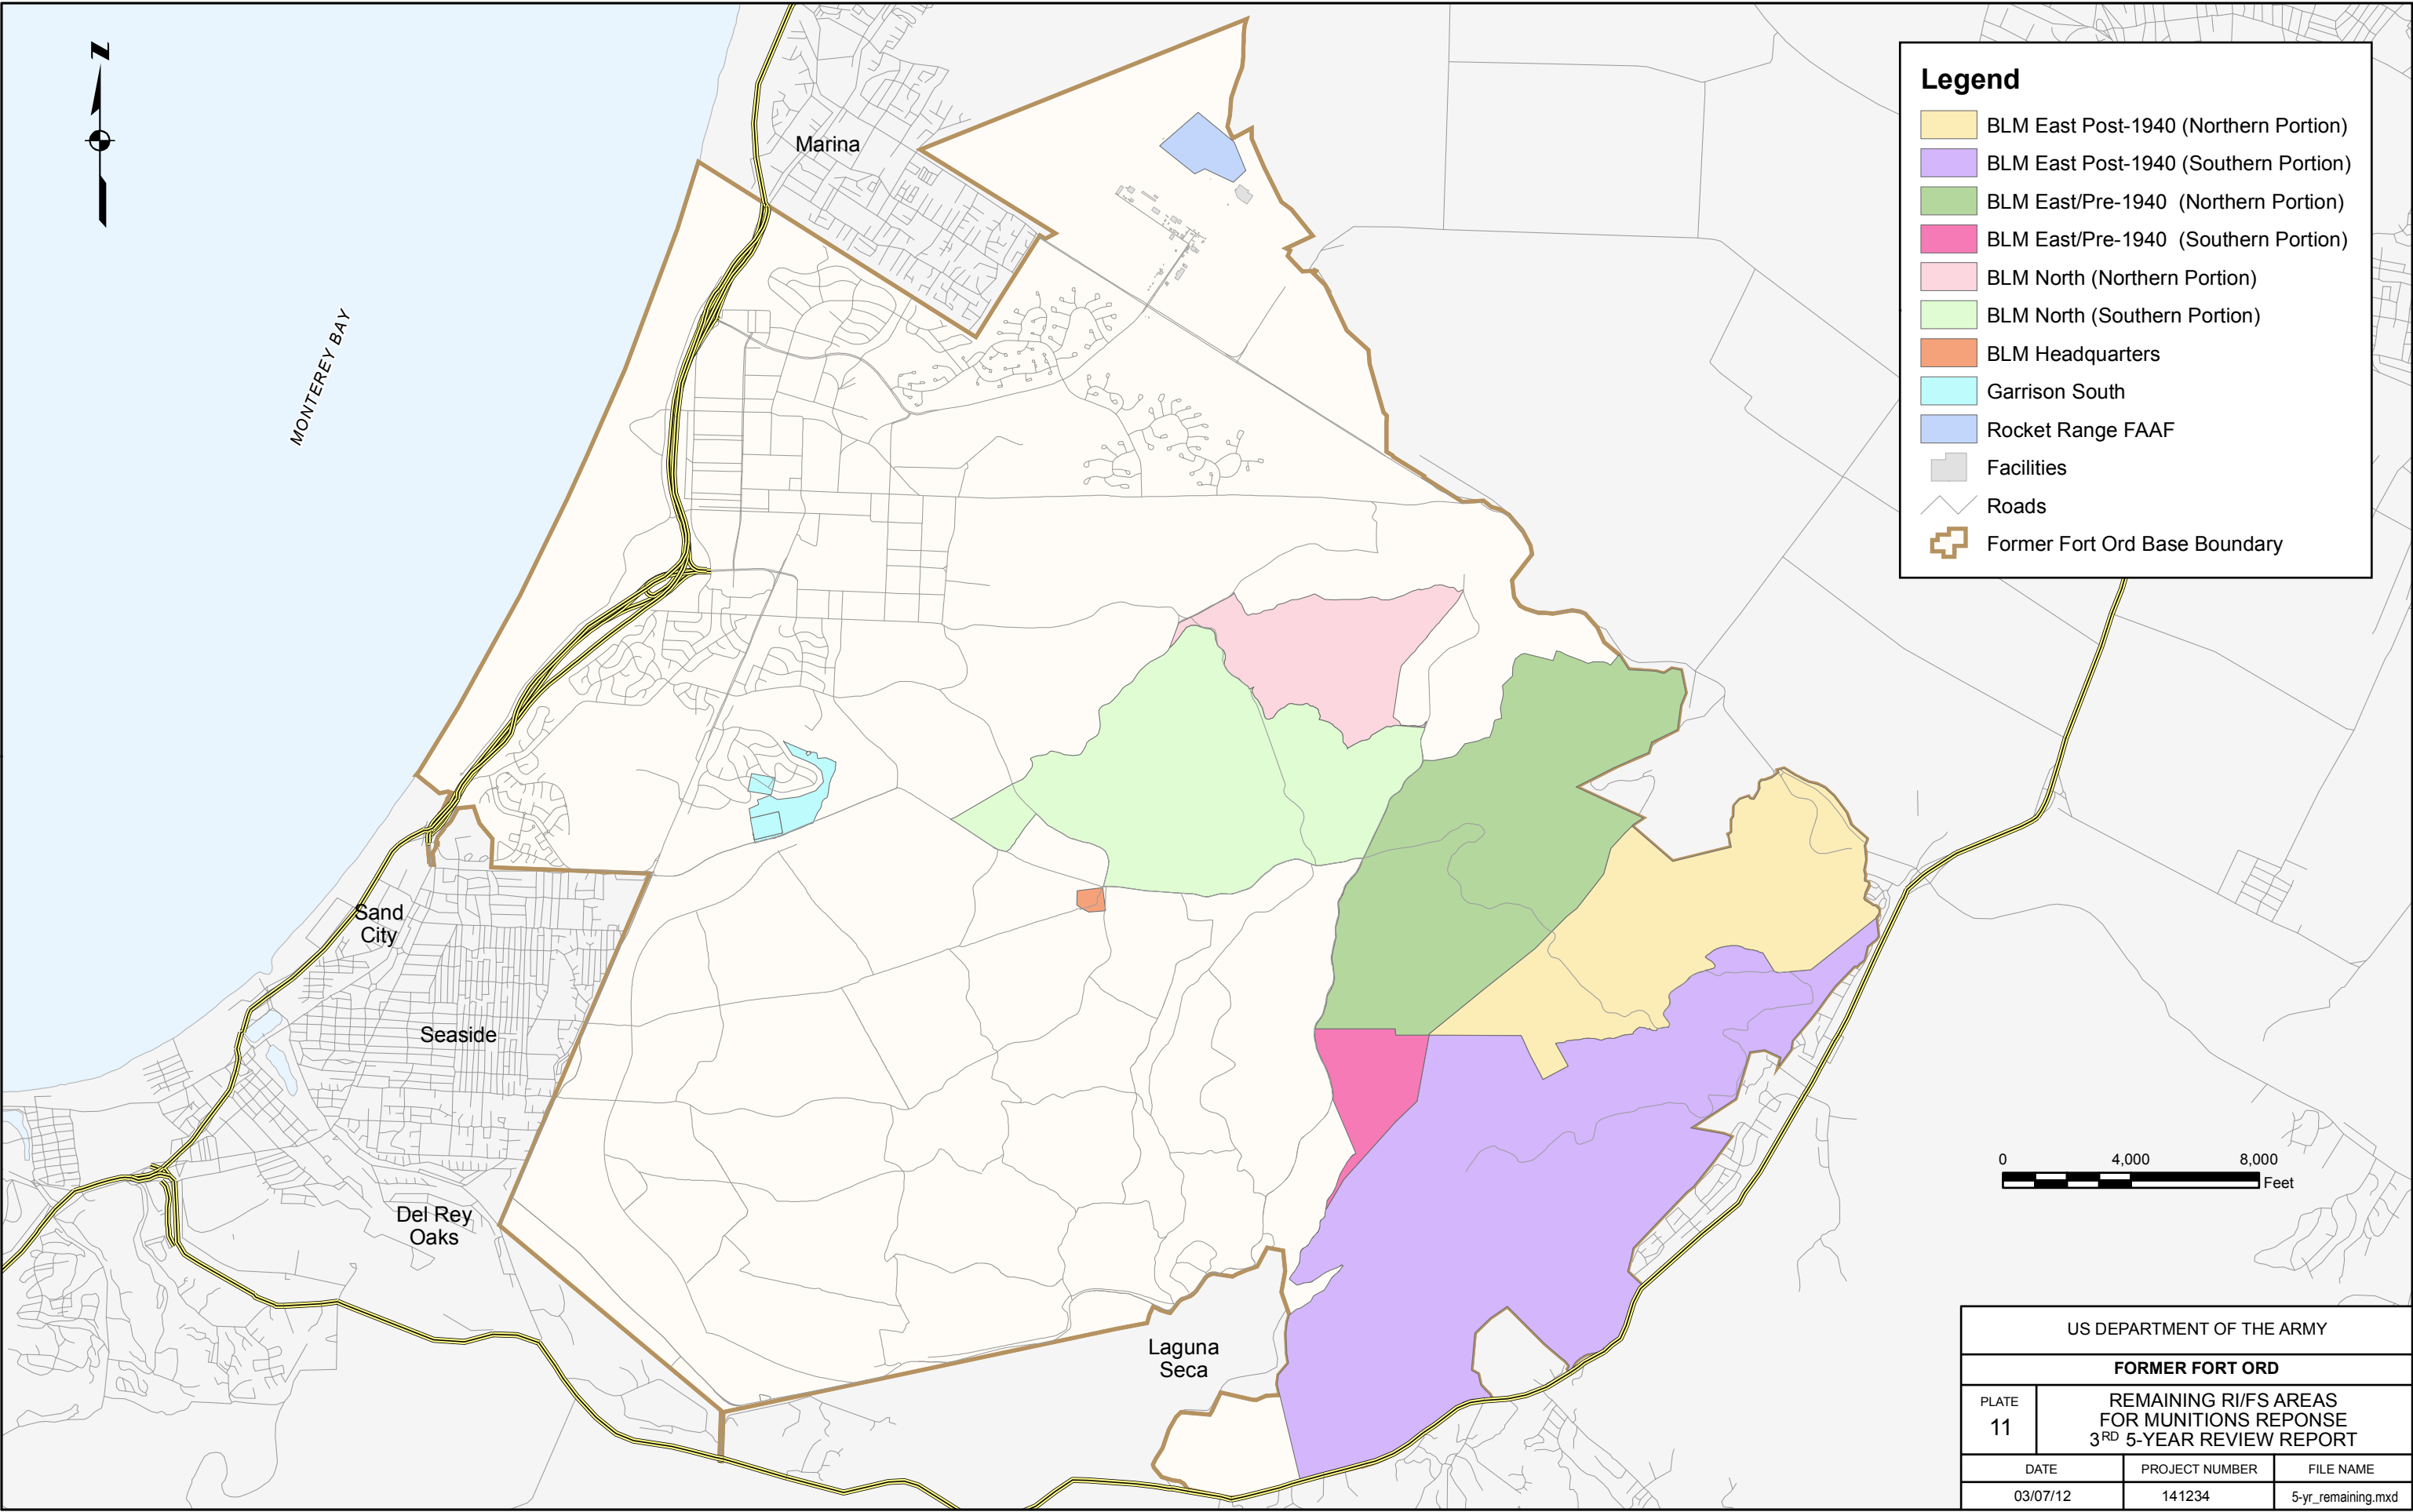 N
Marina
MONTEREY BAY
Sand
City
Seaside
Del Rey
Oaks
Laguna
Seca
Legend
BLM East Post-1940 (Northern Portion)
BLM East Post-1940 (Southern Portion)
BLM East/Pre-1940 (Northern Portion)
BLM East/Pre-1940 (Southern Portion)
BLM North (Northern Portion)
BLM North (Southern Portion)
BLM Headquarters
Garrison South
Rocket Range FAAF
Facilities
Roads
Former Fort Ord Base Boundary
0 4,000 8,000
Feet
US DEPARTMENT OF THE ARMY
FORMER FORT ORD
PLATE
11
REMAINING RI/FS AREAS
FOR MUNITIONS REPONSE
3RD 5-YEAR REVIEW REPORT
DATE PROJECT NUMBER FILE NAME
03/07/12 141234 5-yr_remaining.mxd